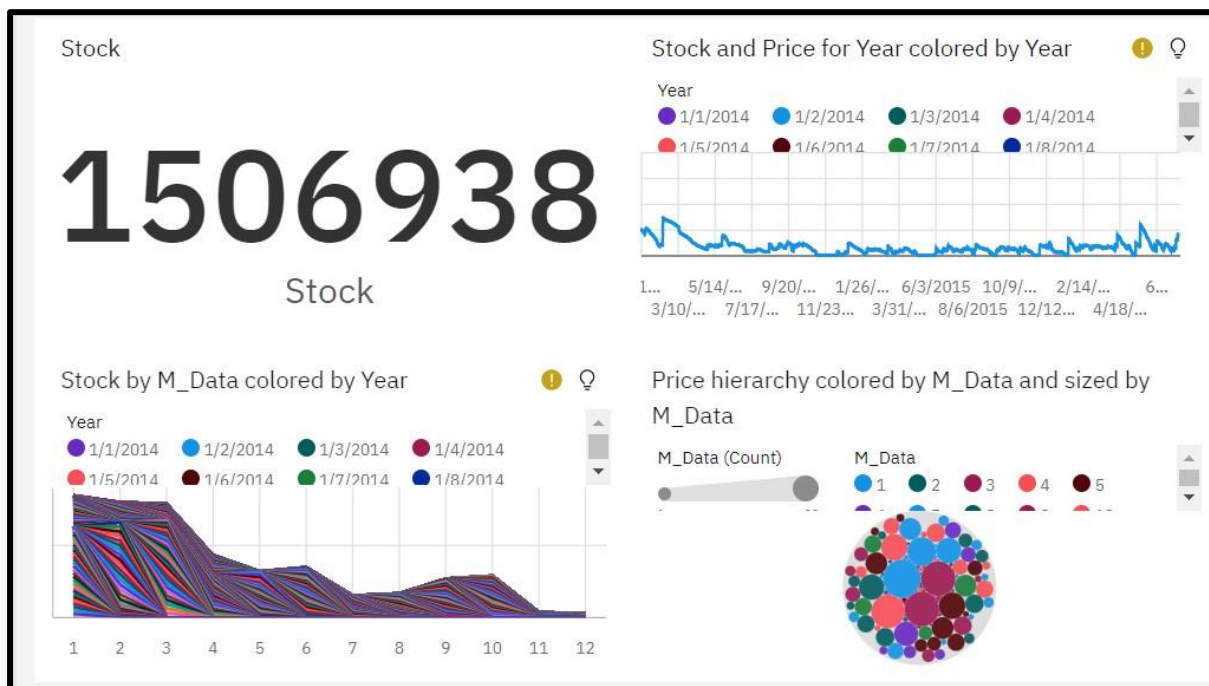 Stock
1506938
Stock
Stock and Price for Year colored by Year
Year
1/1/2014 1/2/2014 1/3/2014 1/4/2014
1/5/2014 1/6/2014 1/7/2014 1/8/2014
1... 5/14/... 9/20/... 1/26/... 6/3/2015 10/9/... 2/14/... 6...
3/10/... 7/17/... 11/23... 3/31/... 8/6/2015 12/12... 4/18/...
Stock by M_Data colored by Year
Year
1/1/2014 1/2/2014 1/3/2014 1/4/2014
1/5/2014 1/6/2014 1/7/2014 1/8/2014
1 2 3 4 5 6 7 8 9 10 11 12
Price hierarchy colored by M_Data and sized by
M_Data
M_Data (Count)
M_Data
1 2 3 4 5